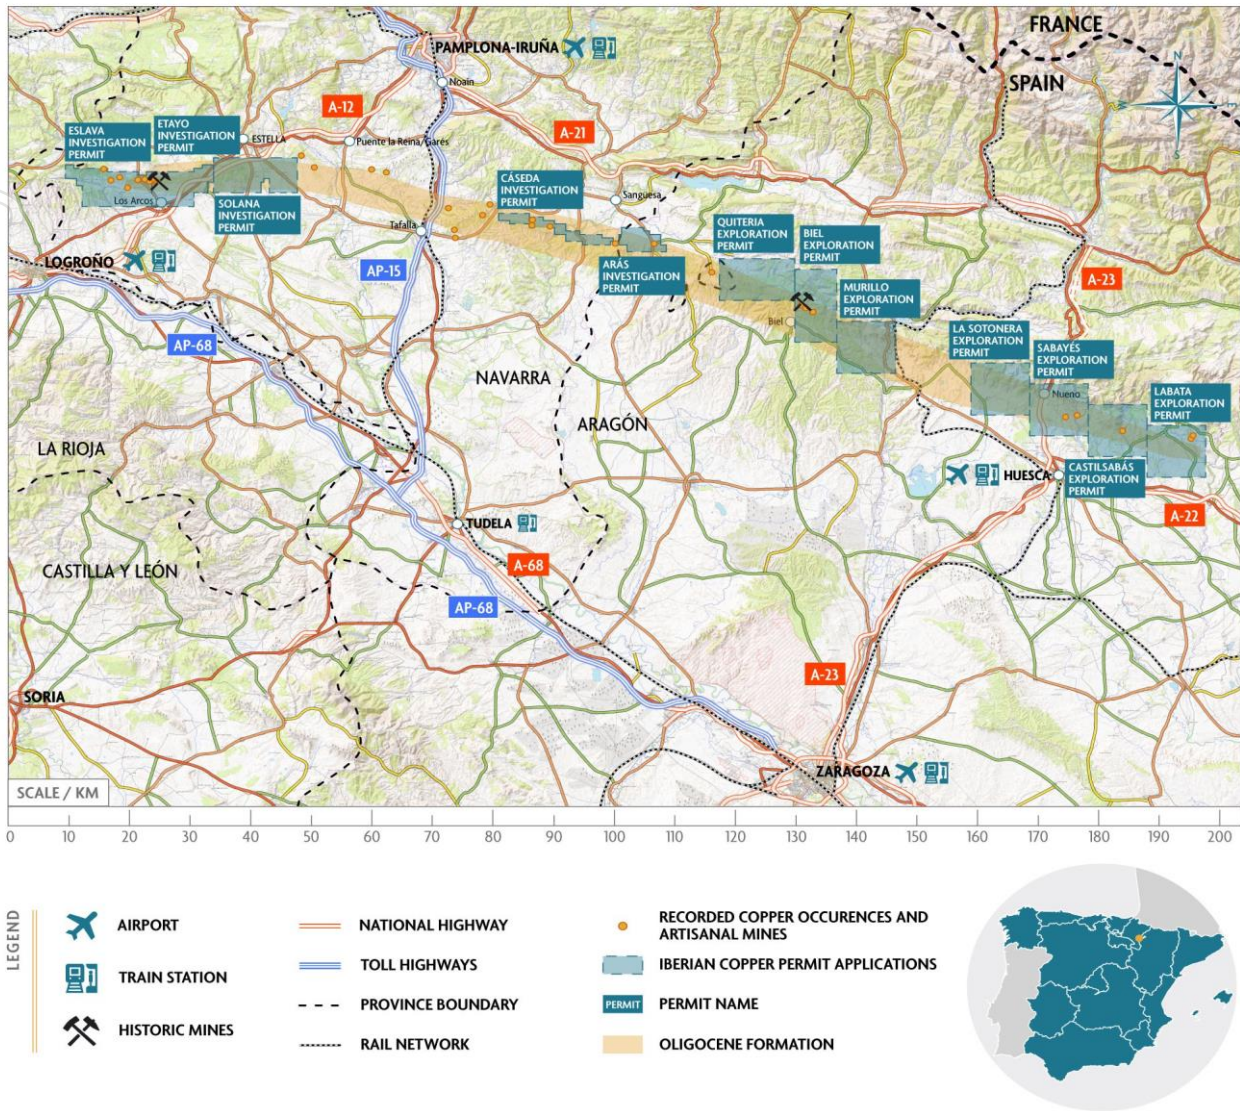 FRANCE
SPAIN
N
W
E
S
PAMPLONA-IRUÑA
Noain
A-12
A-21
ESLAVA
INVESTIGATION
PERMIT
ETAYO
INVESTIGATION
PERMIT
ESTELLA
Puente la Reina/Gares
Los Arcos
SOLANA
INVESTIGATION
PERMIT
CÁSEDA
INVESTIGATION
PERMIT
Sangüesa
Tafalla
LOGROÑO
AP-15
ARÁS
INVESTIGATION
PERMIT
QUITERIA
EXPLORATION
PERMIT
BIEL
EXPLORATION
PERMIT
MURILLO
EXPLORATION
PERMIT
A-23
Biel
AP-68
LA SOTONERA
EXPLORATION
PERMIT
SABAYÉS
EXPLORATION
PERMIT
Nueno
LABATA
EXPLORATION
PERMIT
NAVARRA
ARAGÓN
LA RIOJA
HUESCA
CASTILSABÁS
EXPLORATION
PERMIT
A-22
TUDELA
A-68
CASTILLA Y LEÓN
AP-68
A-23
SORIA
ZARAGOZA
SCALE / KM
0 10 20 30 40 50 60 70 80 90 100 110 120 130 140 150 160 170 180 190 200
LEGEND
AIRPORT
TRAIN STATION
HISTORIC MINES
NATIONAL HIGHWAY
TOLL HIGHWAYS
PROVINCE BOUNDARY
RAIL NETWORK
RECORDED COPPER OCCURENCES AND
ARTISANAL MINES
IBERIAN COPPER PERMIT APPLICATIONS
PERMIT
PERMIT NAME
OLIGOCENE FORMATION